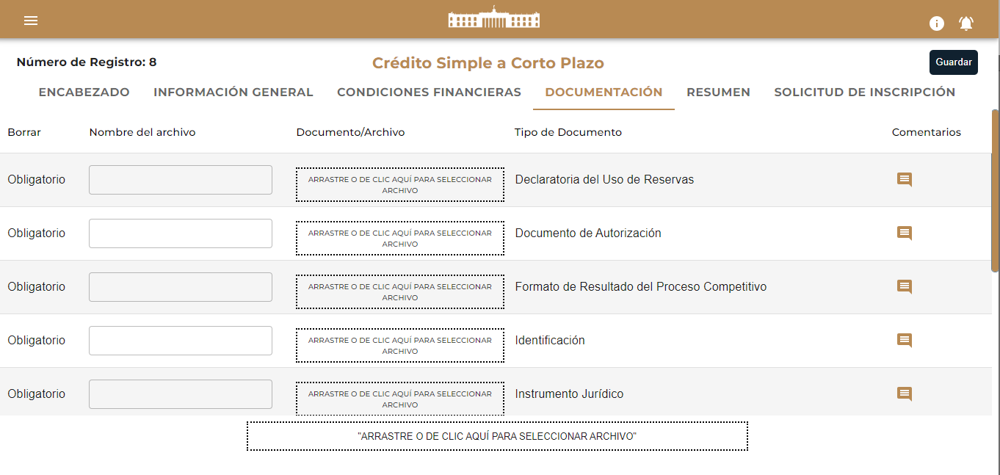 Número de Registro: 8
Crédito Simple a Corto Plazo
Guardar
ENCABEZADO INFORMACIÓN GENERAL CONDICIONES FINANCIERAS DOCUMENTACIÓN RESUMEN SOLICITUD DE INSCRIPCIÓN
Borrar Nombre del archivo Documento/Archivo Tipo de Documento Comentarios
Obligatorio
ARRASTRE O DE CLIC AQUÍ PARA SELECCIONAR
ARCHIVO
Declaratoria del Uso de Reservas
Obligatorio
ARRASTRE O DE CLIC AQUÍ PARA SELECCIONAR
ARCHIVO
Documento de Autorización
Obligatorio
ARRASTRE O DE CLIC AQUÍ PARA SELECCIONAR
ARCHIVO
Formato de Resultado del Proceso Competitivo
Obligatorio
ARRASTRE O DE CLIC AQUÍ PARA SELECCIONAR
ARCHIVO
Identificación
Obligatorio
ARRASTRE O DE CLIC AQUÍ PARA SELECCIONAR
ARCHIVO
Instrumento Jurídico
"ARRASTRE O DE CLIC AQUÍ PARA SELECCIONAR ARCHIVO"